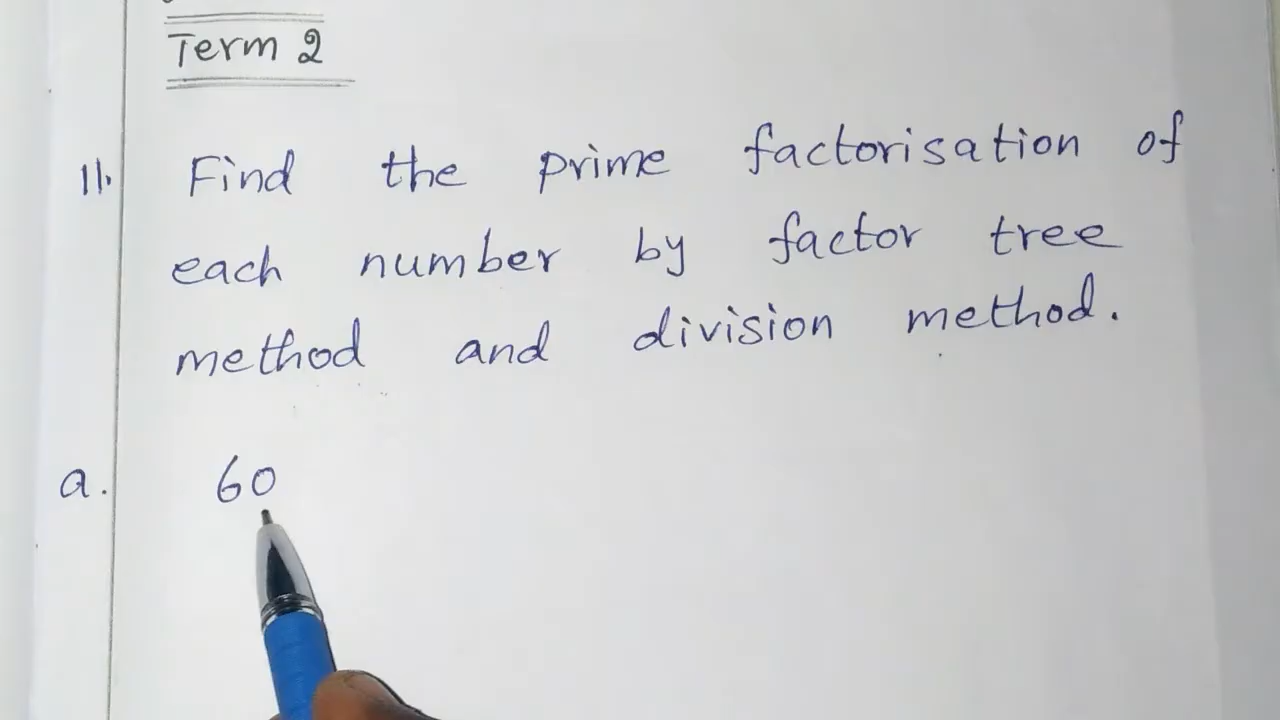 Term 2
11. Find the prime factorisation of
each number by factor tree
method and division method.
a. 60